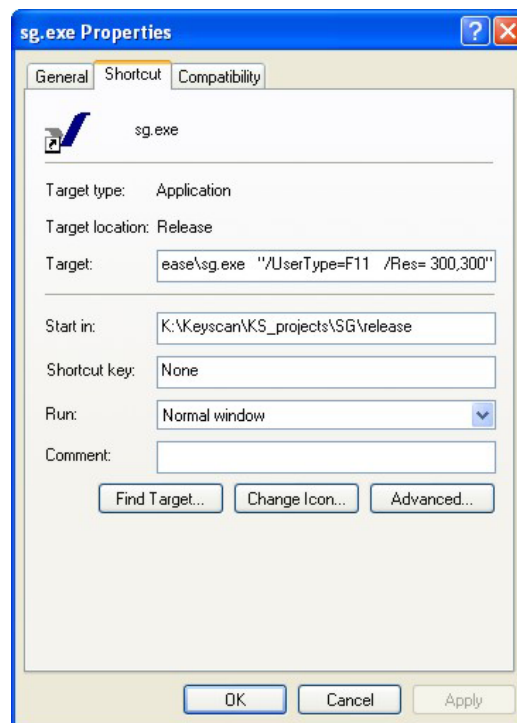 sg.exe Properties
General Shortcut Compatibility
sg.exe
Target type: Application
Target location: Release
Target: ease\sg.exe "/UserType=F11 /Res= 300,300"
Start in: K:\Keyscan\KS_projects\SG\release
Shortcut key: None
Run: Normal window
Comment:
Find Target... Change Icon... Advanced...
OK Cancel Apply